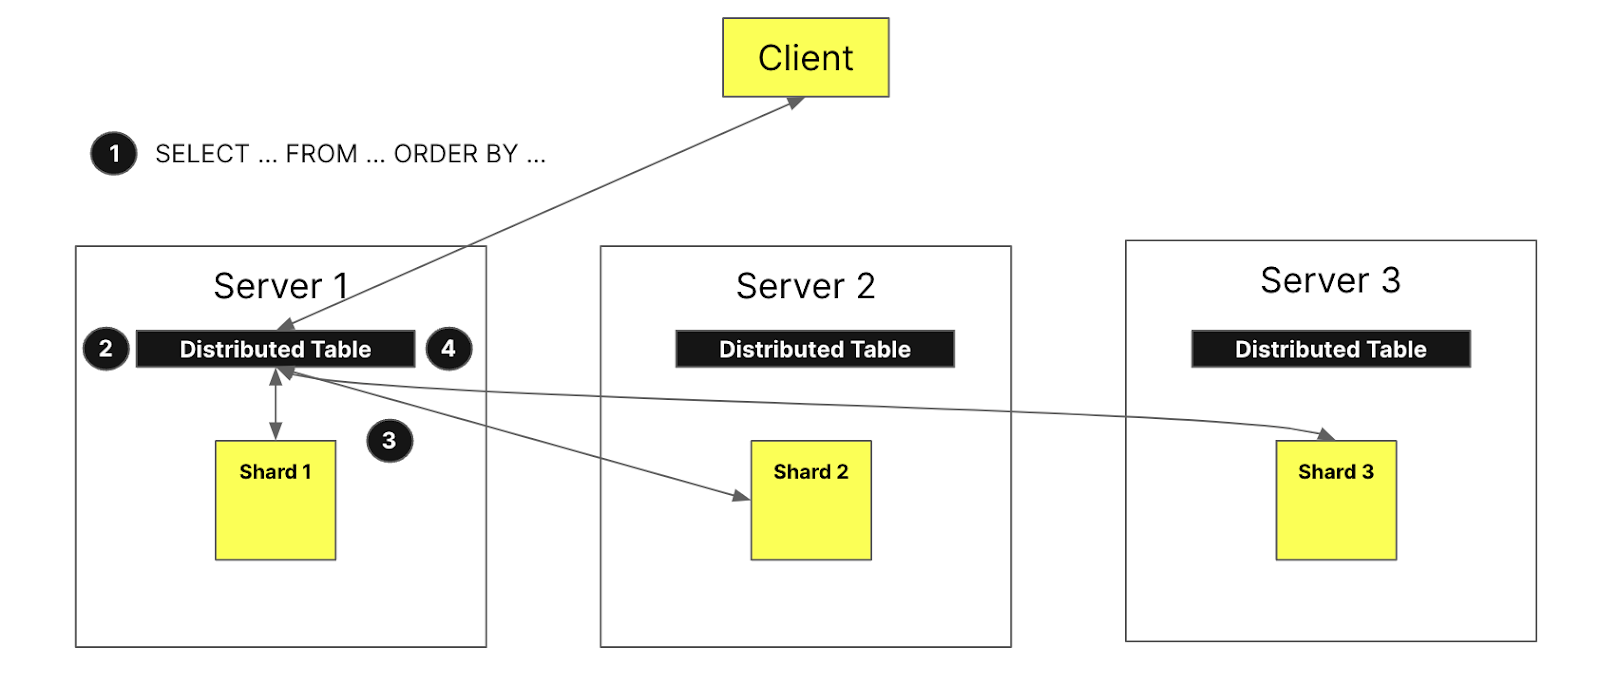 Client
1 SELECT ... FROM ... ORDER BY ...
Server 1
Server 2
Server 3
2 Distributed Table 4
Distributed Table
Distributed Table
3
Shard 1
Shard 2
Shard 3